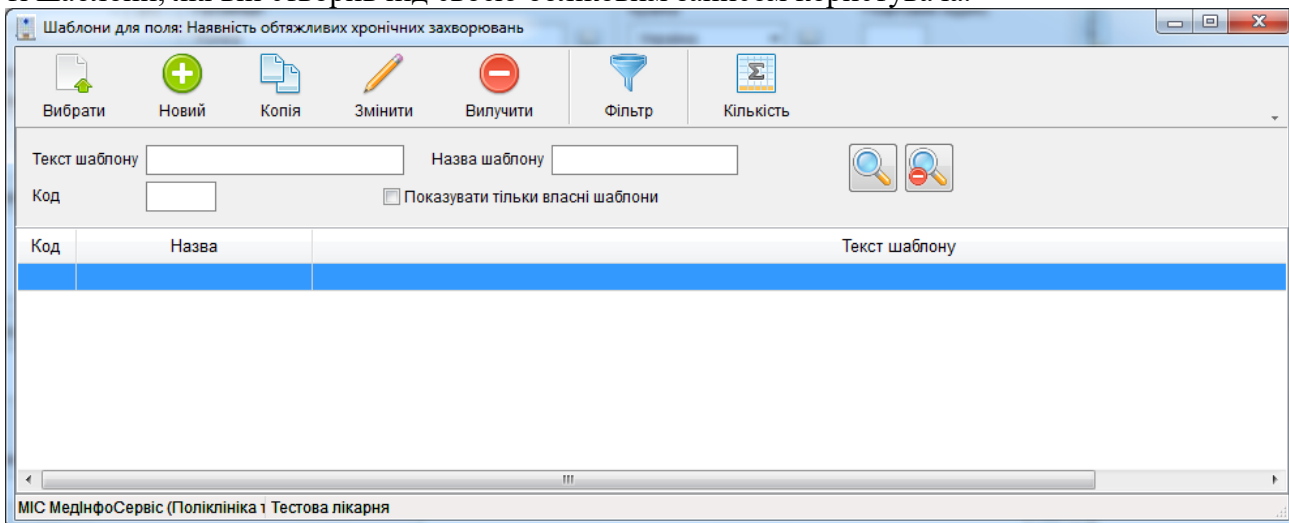 Шаблони для поля: Наявність обтяжливих хронічних захворювань
Вибрати Новий Копія Змінити Вилучити Фільтр Кількість
Текст шаблону Назва шаблону
Код Показувати тільки власні шаблони
Код Назва Текст шаблону
МІС МедІнфоСервіс (Поліклініка Тестова лікарня